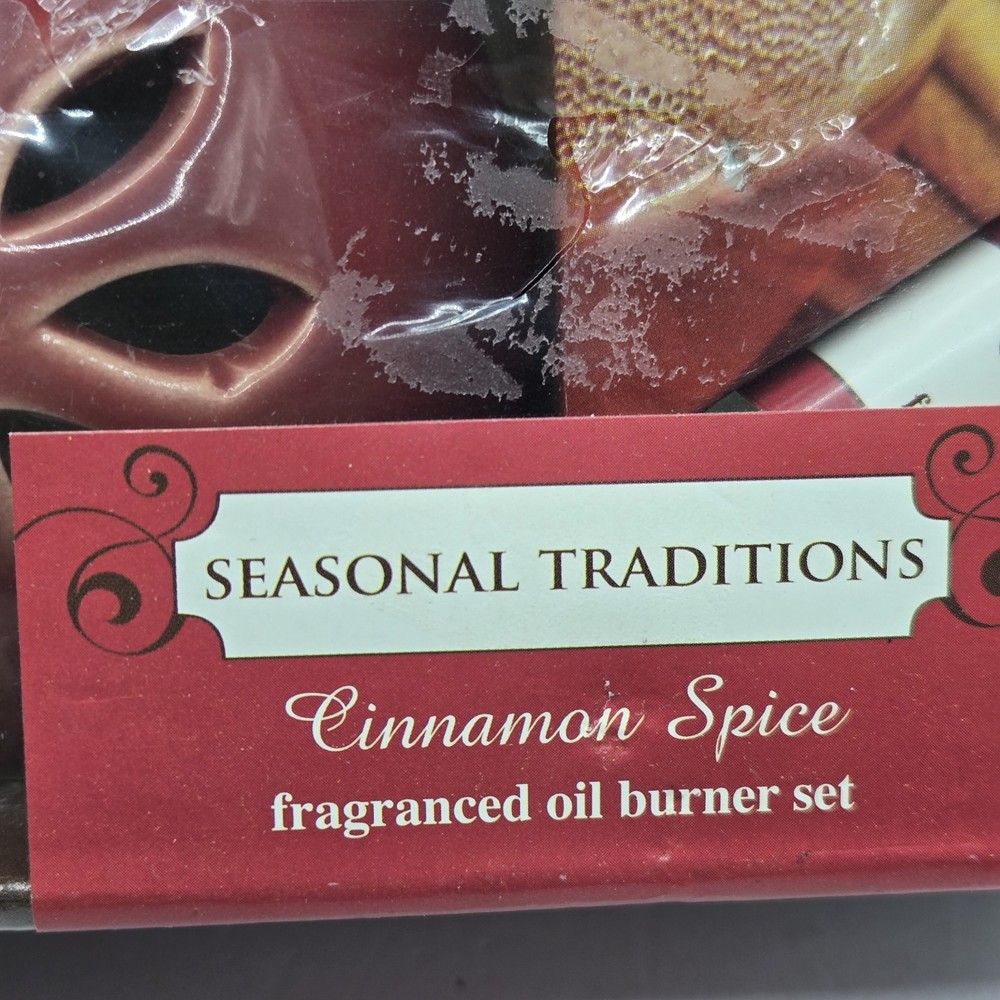 SEASONAL TRADITIONS
Cinnamon Spice
fragranced oil burner set